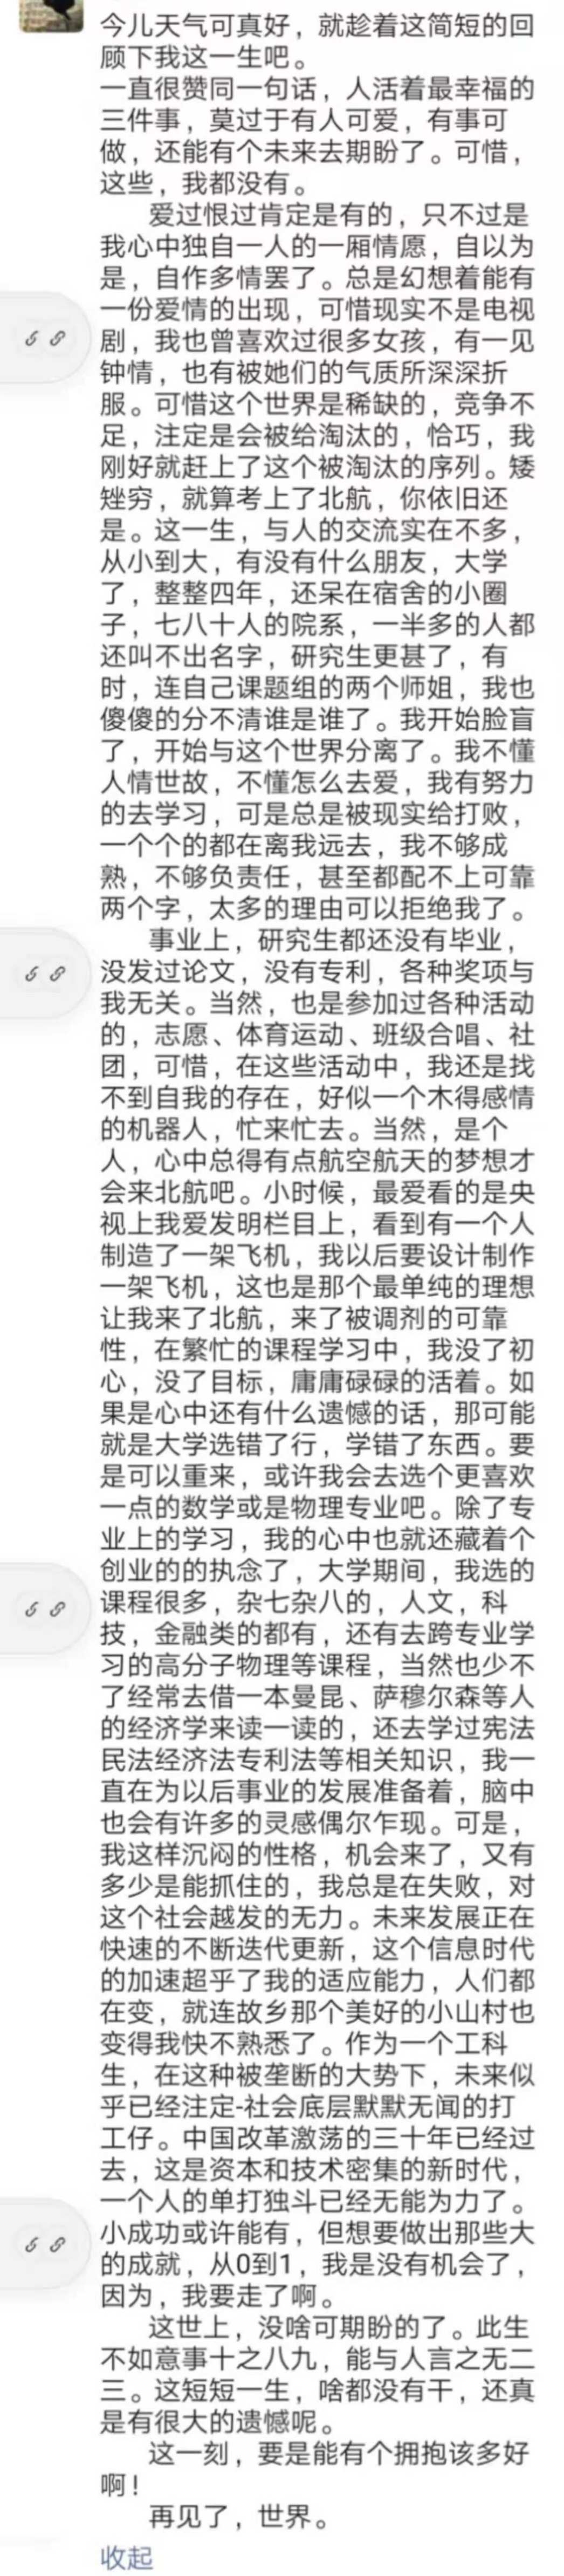 今儿天气可真好，就趁着这简短的回
顾下我这一生吧。
一直很赞同一句话，人活着最幸福的
三件事，莫过于有人可爱，有事可
做，还能有个未来去期盼了。可惜，
这些，我都没有。
爱过恨过肯定是有的，只不过是
我心中独自一人的一厢情愿，自以为
是，自作多情罢了。总是幻想着能有
一份爱情的出现，可惜现实不是电视
剧，我也曾喜欢过很多女孩，有一见
钟情，也有被她们的气质所深深折
服。可惜这个世界是稀缺的，竞争不
足，注定是会被给淘汰的，恰巧，我
刚好就赶上了这个被淘汰的序列。矮
矬穷，就算考上了北航，你依旧还
是。这一生，与人的交流实在不多，
从小到大，有没有什么朋友，大学
了，整整四年，还呆在宿舍的小圈
子，七八十人的院系，一半多的人都
还叫不出名字，研究生更甚了，有
时，连自己课题组的两个师姐，我也
傻傻的分不清谁是谁了。我开始脸盲
了，开始与这个世界分离了。我不懂
人情世故，不懂怎么去爱，我有努力
的去学习，可是总是被现实给打败，
一个个的都在离我远去，我不够成
熟，不够负责任，甚至都配不上可靠
两个字，太多的理由可以拒绝我了。
事业上，研究生都还没有毕业，
没发过论文，没有专利，各种奖项与
我无关。当然，也是参加过各种活动
的，志愿、体育运动、班级合唱、社
团，可惜，在这些活动中，我还是找
不到自我的存在，好似一个木得感情
的机器人，忙来忙去。当然，是个
人，心中总得有点航空航天的梦想才
会来北航吧。小时候，最爱看的是央
视上我爱发明栏目上，看到有一个人
制造了一架飞机，我以后要设计制作
一架飞机，这也是那个最单纯的理想
让我来了北航，来了被调剂的可靠
性，在繁忙的课程学习中，我没了初
心，没了目标，庸庸碌碌的活着。如
果是心中还有什么遗憾的话，那可能
就是大学选错了行，学错了东西。要
是可以重来，或许我会去选个更喜欢
一点的数学或是物理专业吧。除了专
业上的学习，我的心中也就还藏着个
创业的的执念了，大学期间，我选的
课程很多，杂七杂八的，人文，科
技，金融类的都有，还有去跨专业学
习的高分子物理等课程，当然也少不
了经常去借一本曼昆、萨穆尔森等人
的经济学来读一读的，还去学过宪法
民法经济法专利法等相关知识，我一
直在为以后事业的发展准备着，脑中
也会有许多的灵感偶尔乍现。可是，
我这样沉闷的性格，机会来了，又有
多少是能抓住的，我总是在失败，对
这个社会越发的无力。未来发展正在
快速的不断迭代更新，这个信息时代
的加速超乎了我的适应能力，人们都
在变，就连故乡那个美好的小山村也
变得我快不熟悉了。作为一个工科
生，在这种被垄断的大势下，未来似
乎已经注定-社会底层默默无闻的打
工仔。中国改革激荡的三十年已经过
去，这是资本和技术密集的新时代，
一个人的单打独斗已经无能为力了。
小成功或许能有，但想要做出那些大
的成就，从0到1，我是没有机会了，
因为，我要走了啊。
这世上，没啥可期盼的了。此生
不如意事十之八九，能与人言之无二
三。这短短一生，啥都没有干，还真
是有很大的遗憾呢。
这一刻，要是能有个拥抱该多好
啊！
再见了，世界。
收起